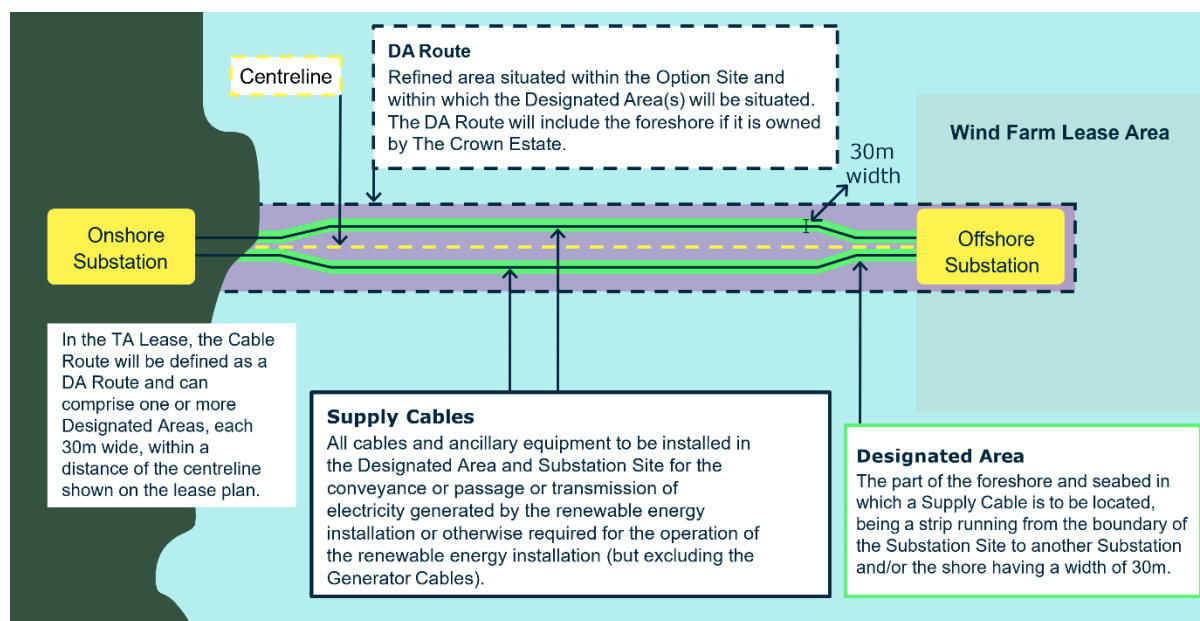 DA Route
Refined area situated within the Option Site and
within which the Designated Area(s) will be situated.
The DA Route will include the foreshore if it is owned
by The Crown Estate.
Centreline
Wind Farm Lease Area
30m
width
Onshore
Substation
Offshore
Substation
In the TA Lease, the Cable
Route will be defined as a
DA Route and can
comprise one or more
Designated Areas, each
30m wide, within a
distance of the centreline
shown on the lease plan.
Supply Cables
All cables and ancillary equipment to be installed in
the Designated Area and Substation Site for the
conveyance or passage or transmission of
electricity generated by the renewable energy
installation or otherwise required for the operation of
the renewable energy installation (but excluding the
Generator Cables).
Designated Area
The part of the foreshore and seabed in
which a Supply Cable is to be located,
being a strip running from the boundary of
the Substation Site to another Substation
and/or the shore having a width of 30m.